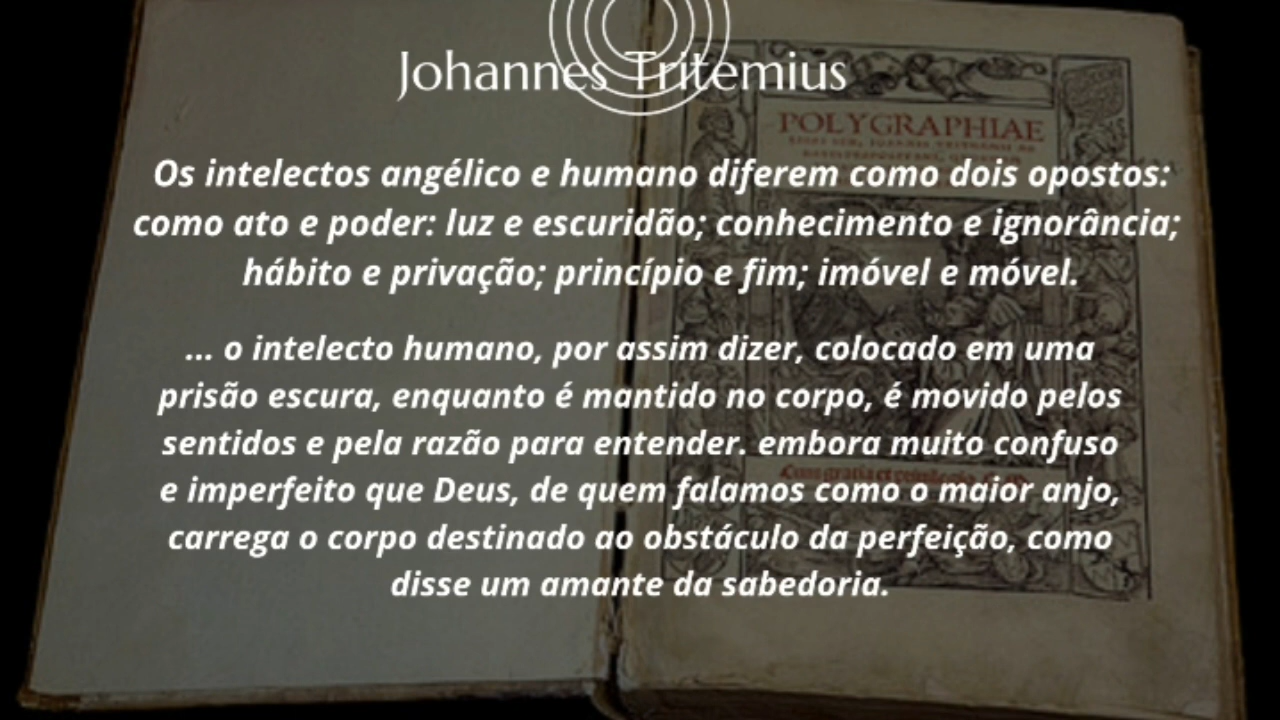 Johannes Tritemius
POLYGRAPHIAE
Os intelectos angélico e humano diferem como dois opostos:
como ato e poder: luz e escuridão; conhecimento e ignorância;
hábito e privação; princípio e fim; imóvel e móvel.
... o intelecto humano, por assim dizer, colocado em uma
prisão escura, enquanto é mantido no corpo, é movido pelos
sentidos e pela razão para entender. embora muito confuso
e imperfeito que Deus, de quem falamos como o maior anjo,
carrega o corpo destinado ao obstáculo da perfeição, como
disse um amante da sabedoria.